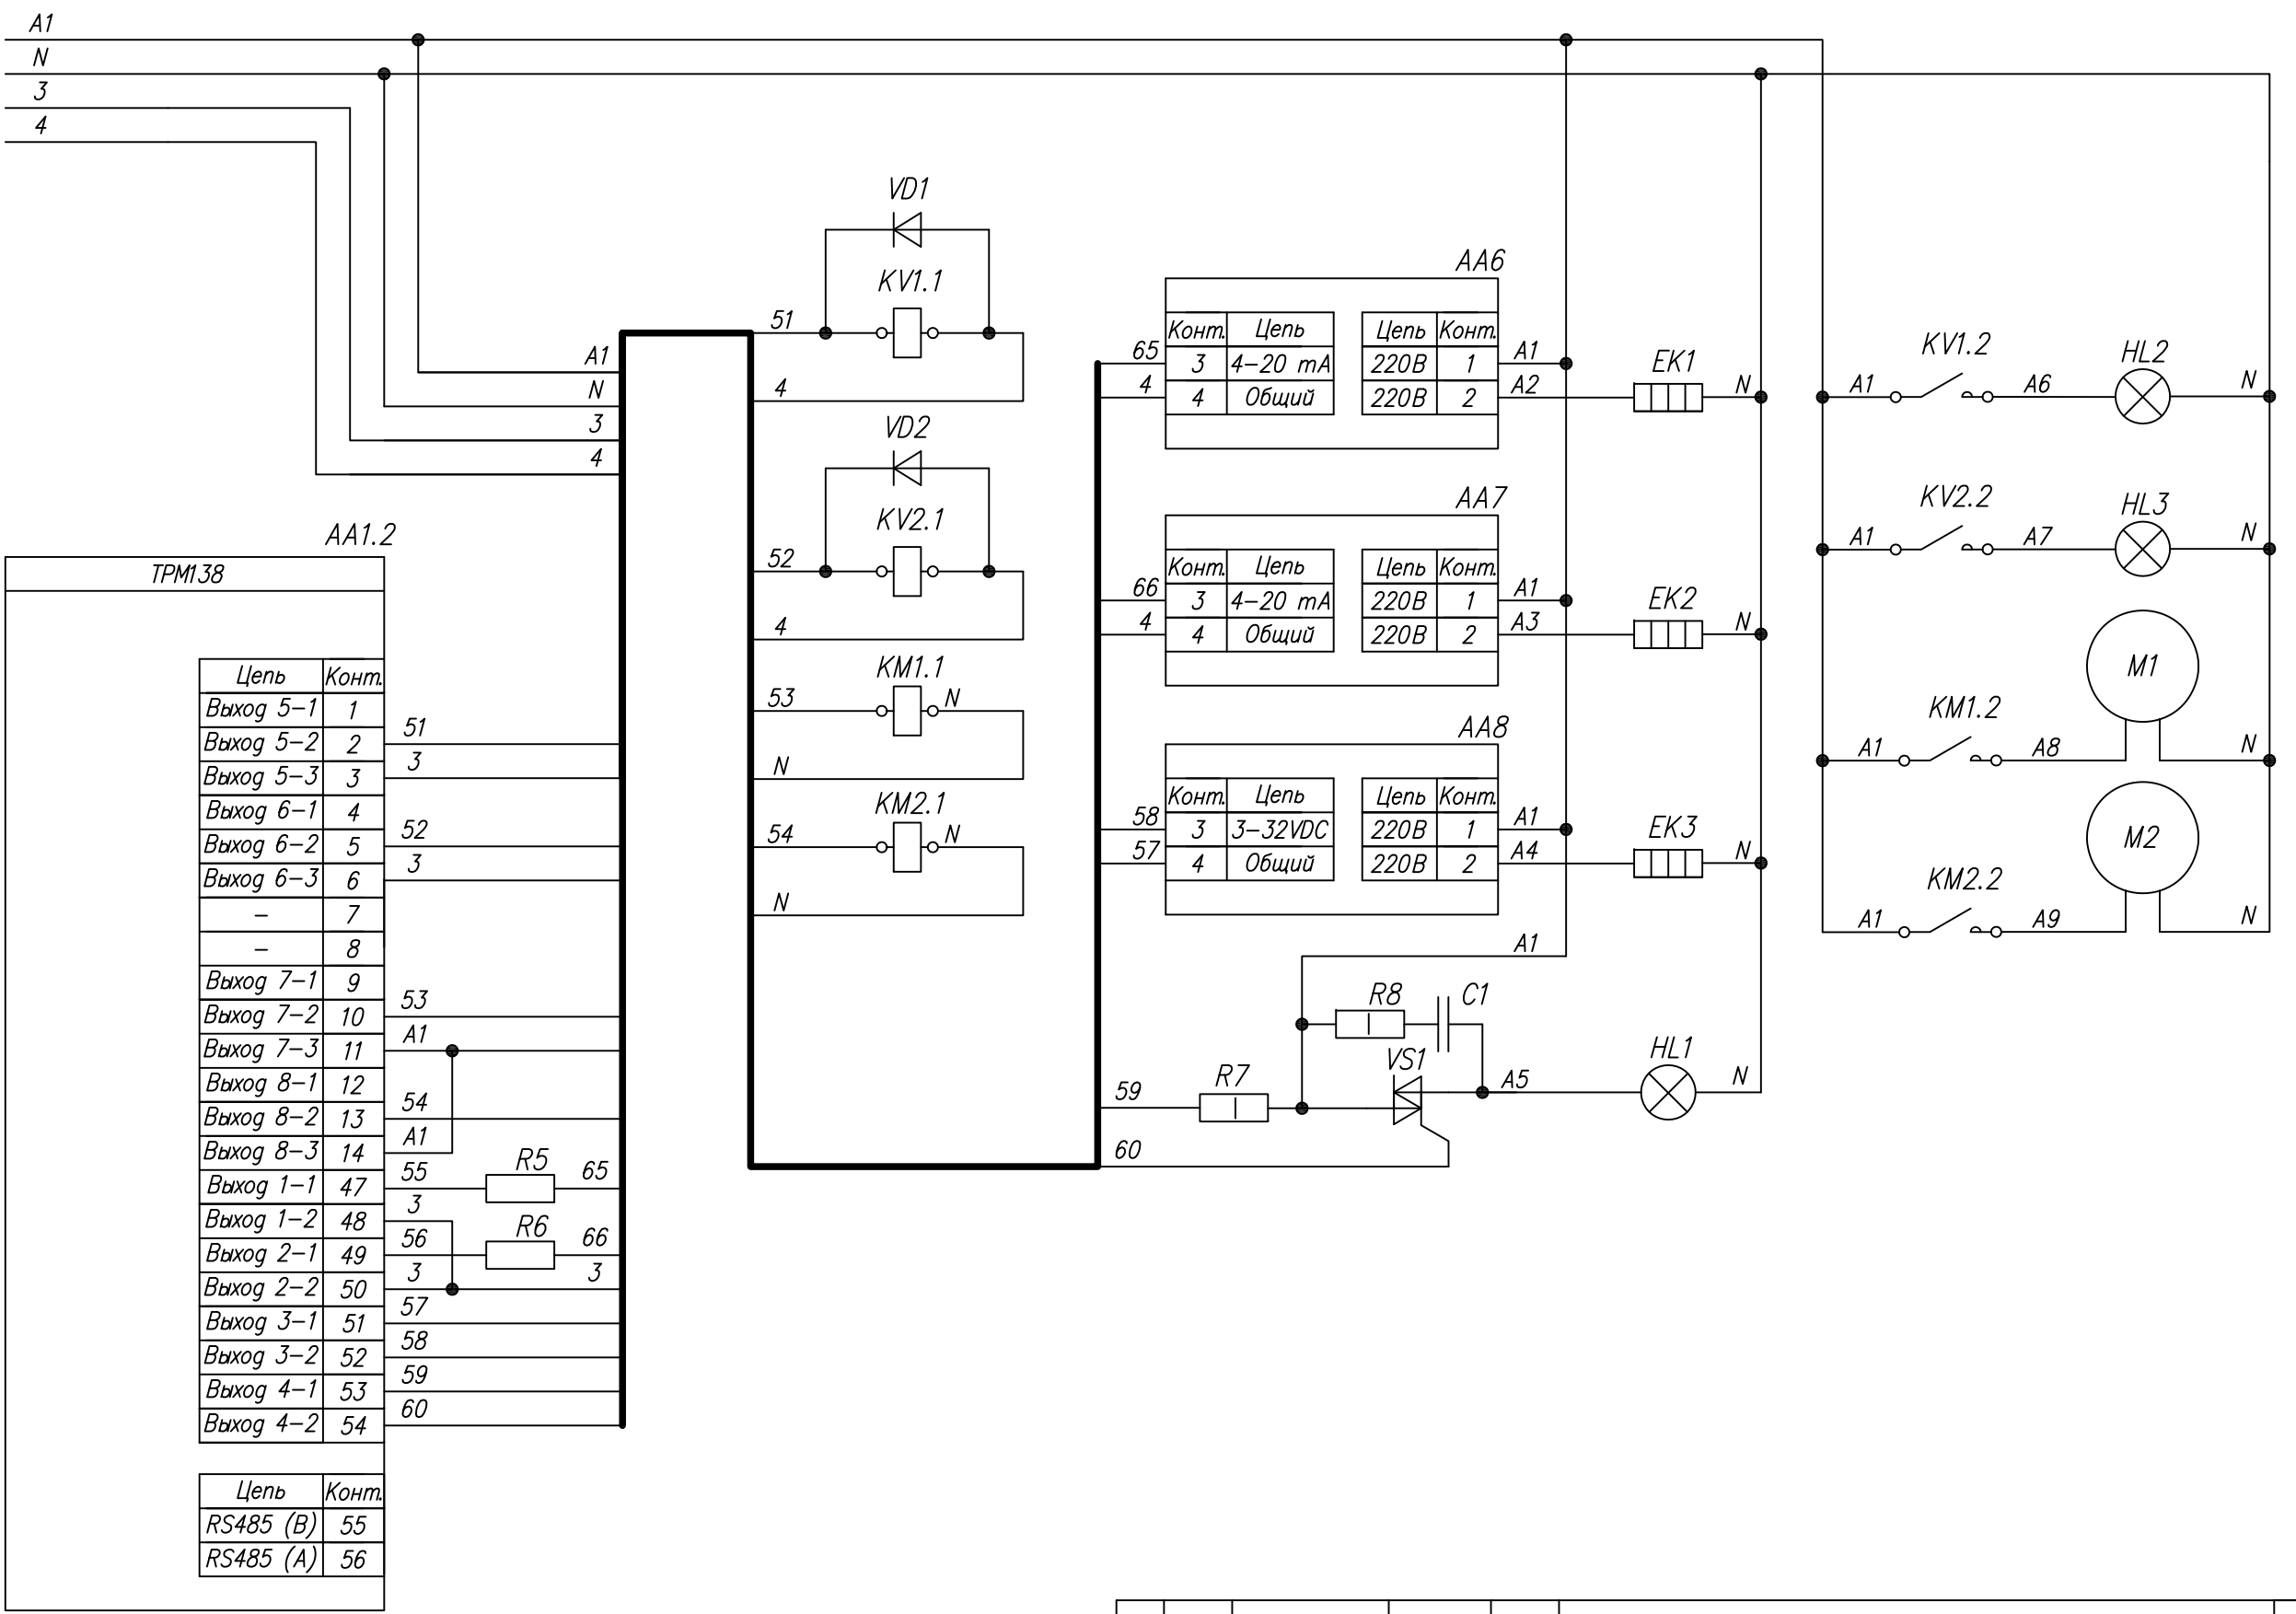 A1
N
3
4
VD1
KV1.1
51
4
VD2
KV2.1
52
4
KM1.1
53 N
N
KM2.1
54 N
N
A1
N
3
4
AA1.2
ТРМ138
Цепь Конт.
Выход 5-1 1
Выход 5-2 2 51
Выход 5-3 3 3
Выход 6-1 4
Выход 6-2 5 52
Выход 6-3 6 3
- 7
- 8
Выход 7-1 9
Выход 7-2 10 53
Выход 7-3 11 A1
Выход 8-1 12
Выход 8-2 13 54
Выход 8-3 14 A1
Выход 1-1 47 55 R5 65
Выход 1-2 48 3
Выход 2-1 49 56 R6 66
Выход 2-2 50 3 3
Выход 3-1 51 57
Выход 3-2 52 58
Выход 4-1 53 59
Выход 4-2 54 60
Цепь Конт.
RS485 (B) 55
RS485 (A) 56
AA6
Конт. Цепь Цепь Конт.
65 3 4-20 mA 220В 1 A1
4 4 Общий 220В 2 A2 EK1 N
AA7
Конт. Цепь Цепь Конт.
66 3 4-20 mA 220В 1 A1
4 4 Общий 220В 2 A3 EK2 N
AA8
Конт. Цепь Цепь Конт.
58 3 3-32VDC 220В 1 A1
57 4 Общий 220В 2 A4 EK3 N
A1
R8 C1
VS1
59 R7 A5 HL1 N
60
KV1.2 HL2
A1 A6 N
KV2.2 HL3
A1 A7 N
M1
KM1.2
A1 A8 N
M2
KM2.2
A1 A9 N